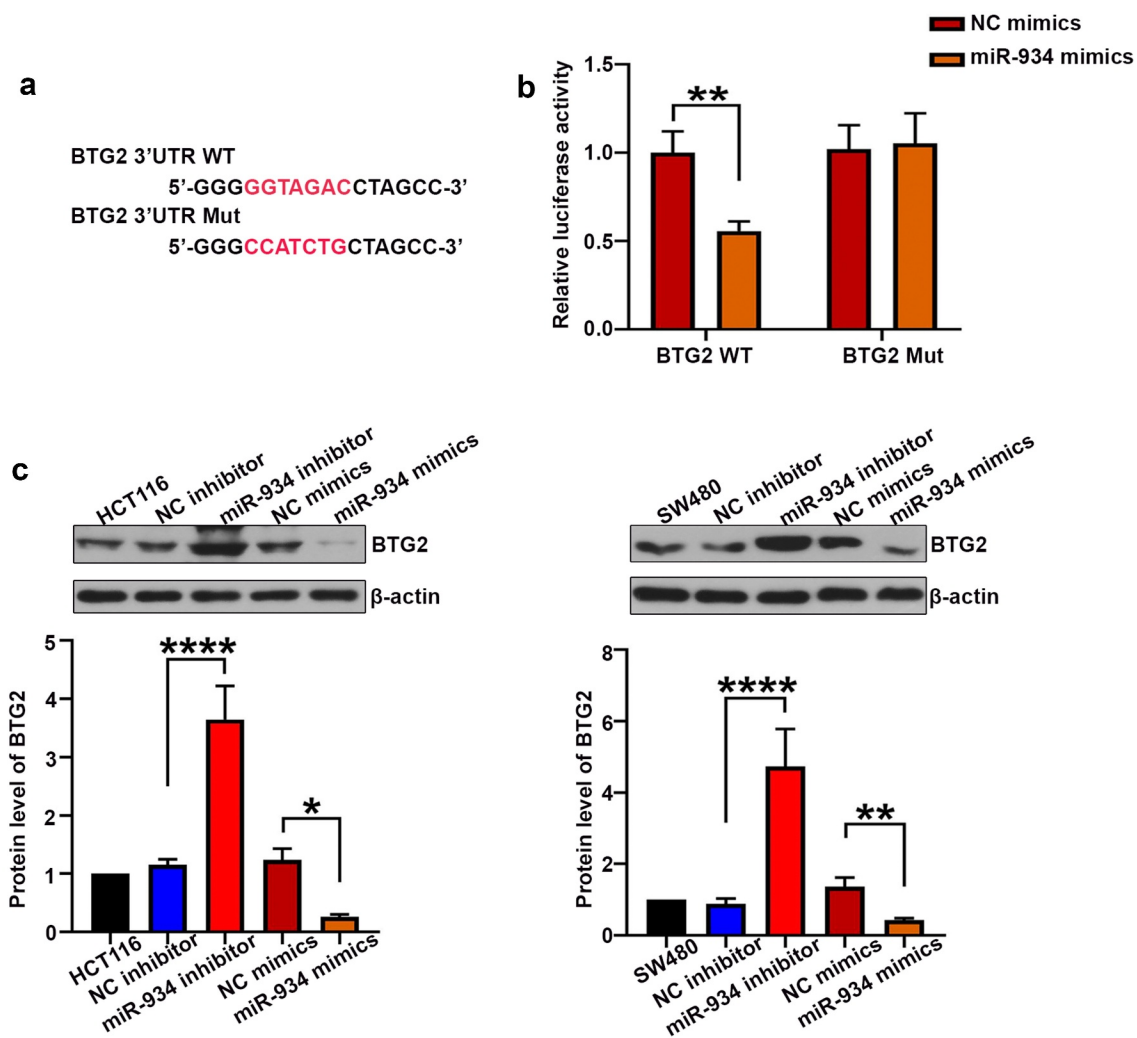 NC mimics
miR-934 mimics
a
BTG2 3’UTR WT
5’-GGGGGTAGACCTAGCC-3’
BTG2 3’UTR Mut
5’-GGGCCATCTGCTAGCC-3’
b
Relative luciferase activity
1.5
1.0
0.5
0.0
**
BTG2 WT
BTG2 Mut
c
HCT116
NC inhibitor
miR-934 inhibitor
NC mimics
miR-934 mimics
BTG2
β-actin
Protein level of BTG2
5
4
3
2
1
0
****
*
HCT116
NC inhibitor
miR-934 inhibitor
NC mimics
miR-934 mimics
SW480
NC inhibitor
miR-934 inhibitor
NC mimics
miR-934 mimics
BTG2
β-actin
Protein level of BTG2
8
6
4
2
0
****
**
SW480
NC inhibitor
miR-934 inhibitor
NC mimics
miR-934 mimics